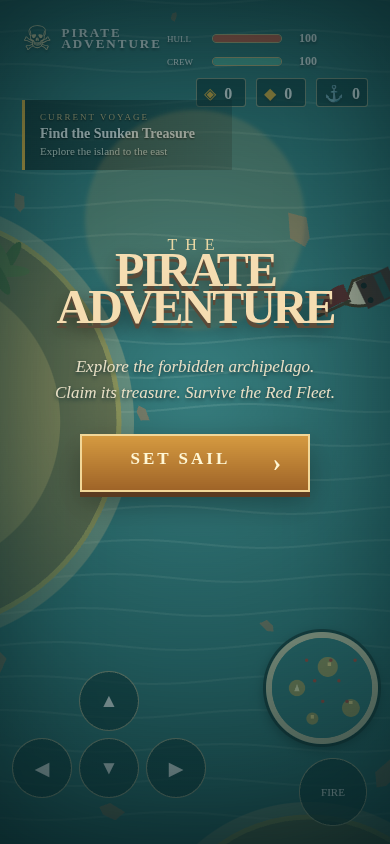 PIRATE
ADVENTURE
HULL 100
CREW 100
0 0 0
CURRENT VOYAGE
Find the Sunken Treasure
Explore the island to the east
THE
PIRATE
ADVENTURE
Explore the forbidden archipelago.
Claim its treasure. Survive the Red Fleet.
SET SAIL ›
FIRE